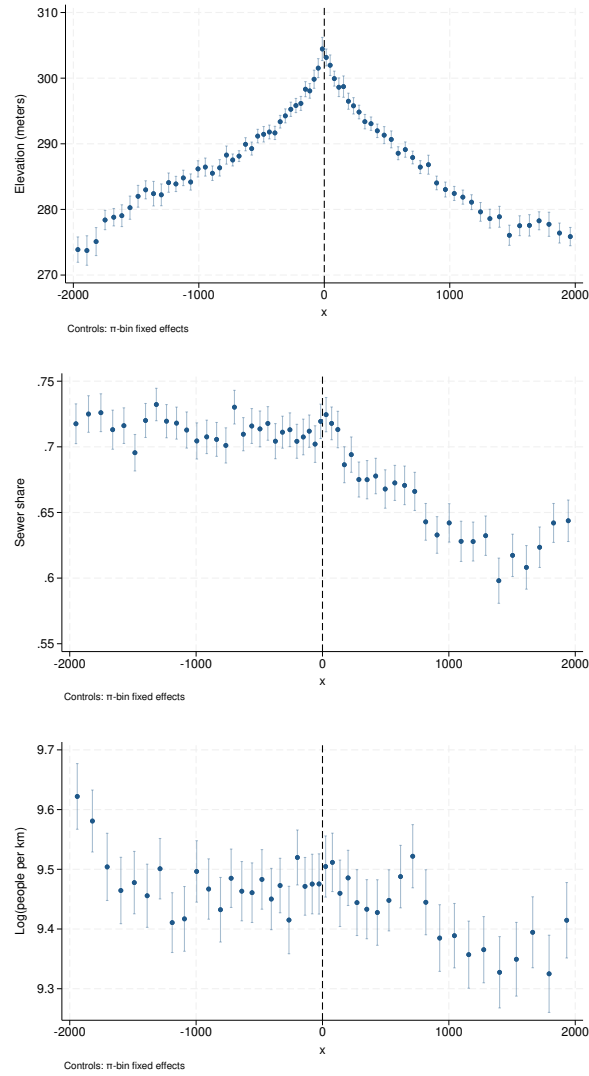 310
300
290
280
270
Elevation (meters)
-2000 -1000 0 1000 2000
x
Controls: π-bin fixed effects
.75
.7
.65
.6
.55
Sewer share
-2000 -1000 0 1000 2000
x
Controls: π-bin fixed effects
9.7
9.6
9.5
9.4
9.3
Log(people per km)
-2000 -1000 0 1000 2000
x
Controls: π-bin fixed effects